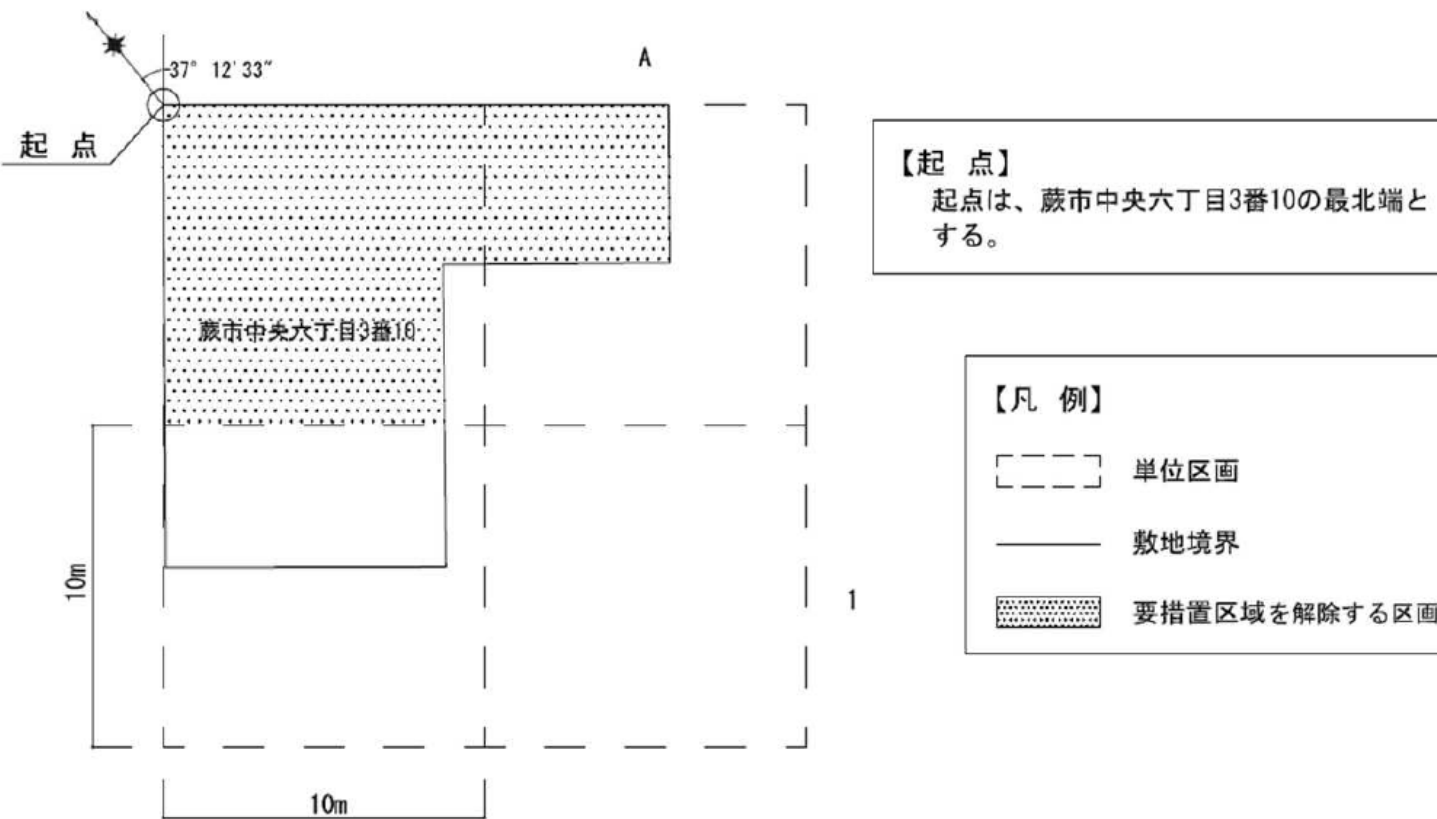 A
37° 12' 33"
起 点
【起 点】
起点は、蕨市中央六丁目3番10の最北端と
する。
蕨市中央六丁目3番10
【凡 例】
単位区画
敷地境界
要措置区域を解除する区画
10m
1
10m